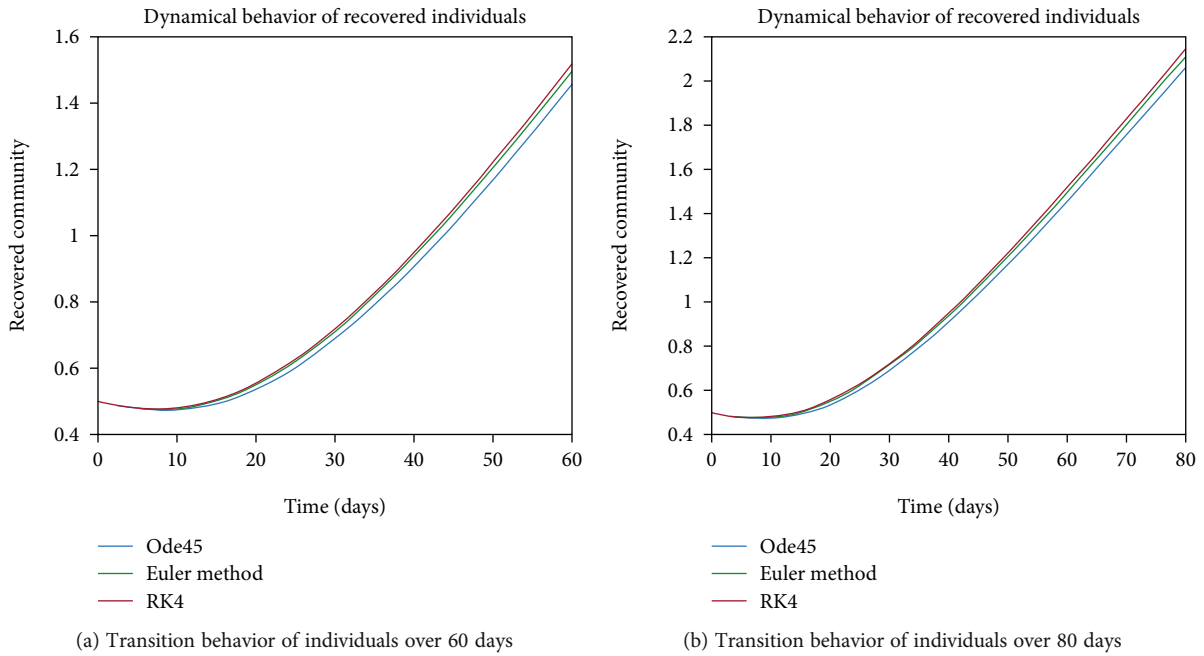 Dynamical behavior of recovered individuals
1.6
1.4
1.2
1
0.8
0.6
0.4
Recovered community
0
10
20
30
40
50
60
Time (days)
Ode45
Euler method
RK4
(a) Transition behavior of individuals over 60 days
Dynamical behavior of recovered individuals
2.2
2
1.8
1.6
1.4
1.2
1
0.8
0.6
0.4
Recovered community
0
10
20
30
40
50
60
70
80
Time (days)
Ode45
Euler method
RK4
(b) Transition behavior of individuals over 80 days